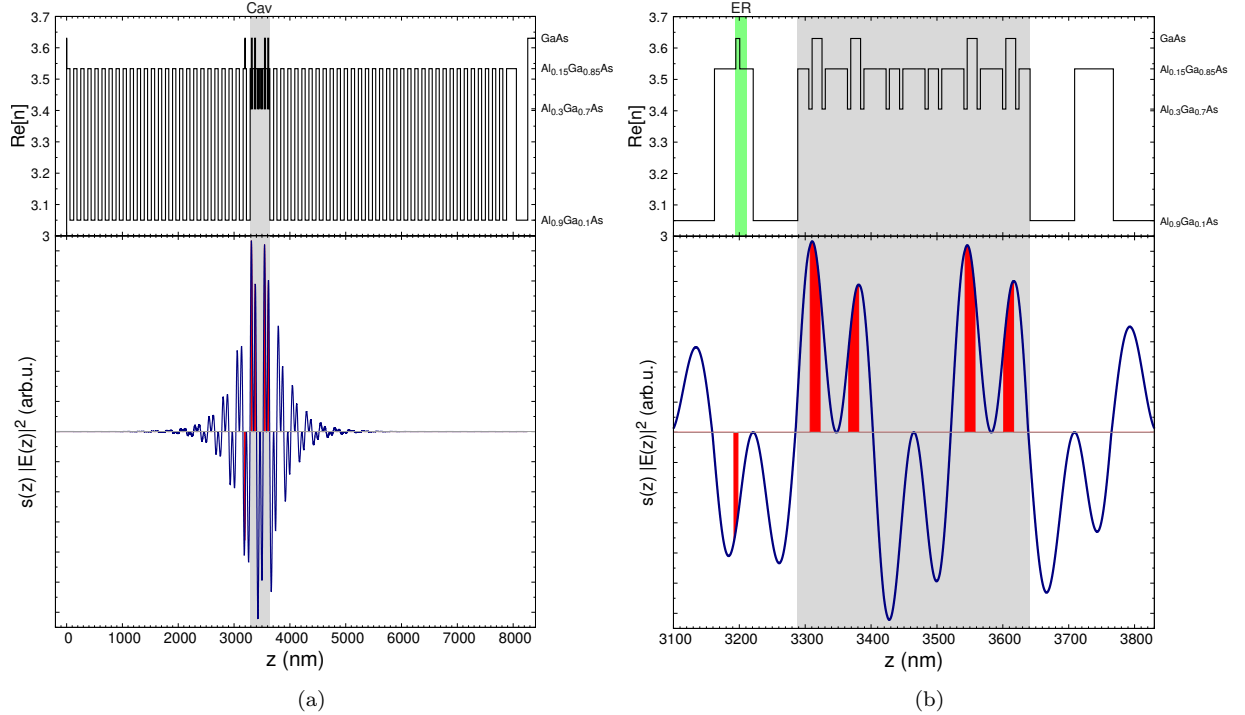 Cav
3.7
3.6
3.5
3.4
3.3
3.2
3.1
3
Re[n]
GaAs
Al0.15Ga0.85As
Al0.3Ga0.7As
Al0.9Ga0.1As
s(z) |E(z)|2 (arb.u.)
0 1000 2000 3000 4000 5000 6000 7000 8000
z (nm)
(a)
ER
3.7
3.6
3.5
3.4
3.3
3.2
3.1
3
Re[n]
GaAs
Al0.15Ga0.85As
Al0.3Ga0.7As
Al0.9Ga0.1As
s(z) |E(z)|2 (arb.u.)
3100 3200 3300 3400 3500 3600 3700 3800
z (nm)
(b)